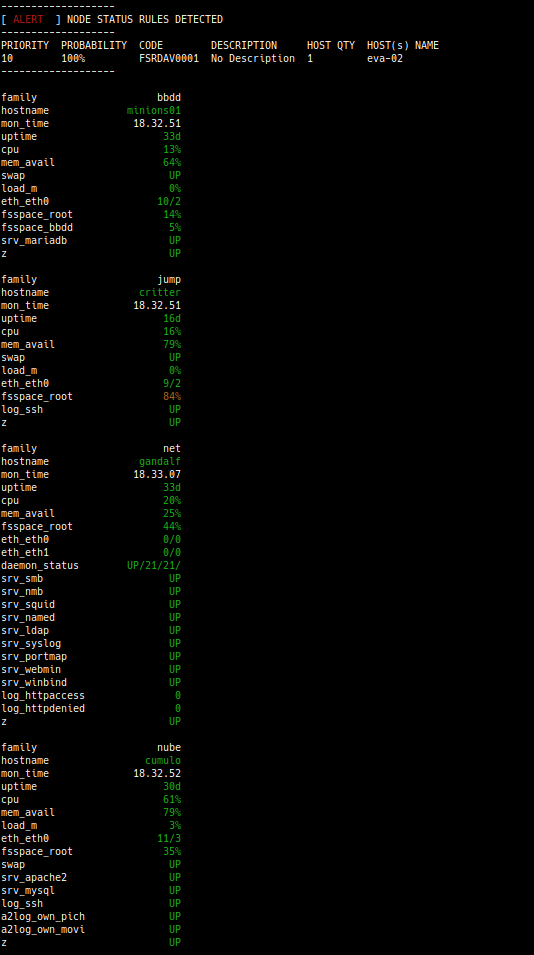 -------------------
[ ALERT  ] NODE STATUS RULES DETECTED
-------------------
PRIORITY  PROBABILITY  CODE        DESCRIPTION     HOST QTY  HOST(s) NAME
10        100%         FSRDAV0001  No Description  1         eva-02
-------------------
family                    bbdd
hostname             minions01
mon_time              18.32.51
uptime                     33d
cpu                        13%
mem_avail                  64%
swap                        UP
load_m                      0%
eth_eth0                  10/2
fsspace_root               14%
fsspace_bbdd                5%
srv_mariadb                 UP
z                           UP
family                    jump
hostname               critter
mon_time              18.32.51
uptime                     16d
cpu                        16%
mem_avail                  79%
swap                        UP
load_m                      0%
eth_eth0                   9/2
fsspace_root               84%
log_ssh                     UP
z                           UP
family                     net
hostname               gandalf
mon_time              18.33.07
uptime                     33d
cpu                        20%
mem_avail                  25%
fsspace_root               44%
eth_eth0                   0/0
eth_eth1                   0/0
daemon_status        UP/21/21/
srv_smb                     UP
srv_nmb                     UP
srv_squid                   UP
srv_named                   UP
srv_ldap                    UP
srv_syslog                  UP
srv_portmap                 UP
srv_webmin                  UP
srv_winbind                 UP
log_httpaccess               0
log_httpdenied               0
z                           UP
family                    nube
hostname                cumulo
mon_time              18.32.52
uptime                     30d
cpu                        61%
mem_avail                  79%
load_m                      3%
eth_eth0                  11/3
fsspace_root               35%
swap                        UP
srv_apache2                 UP
srv_mysql                   UP
log_ssh                     UP
a2log_own_pich              UP
a2log_own_movi              UP
z                           UP